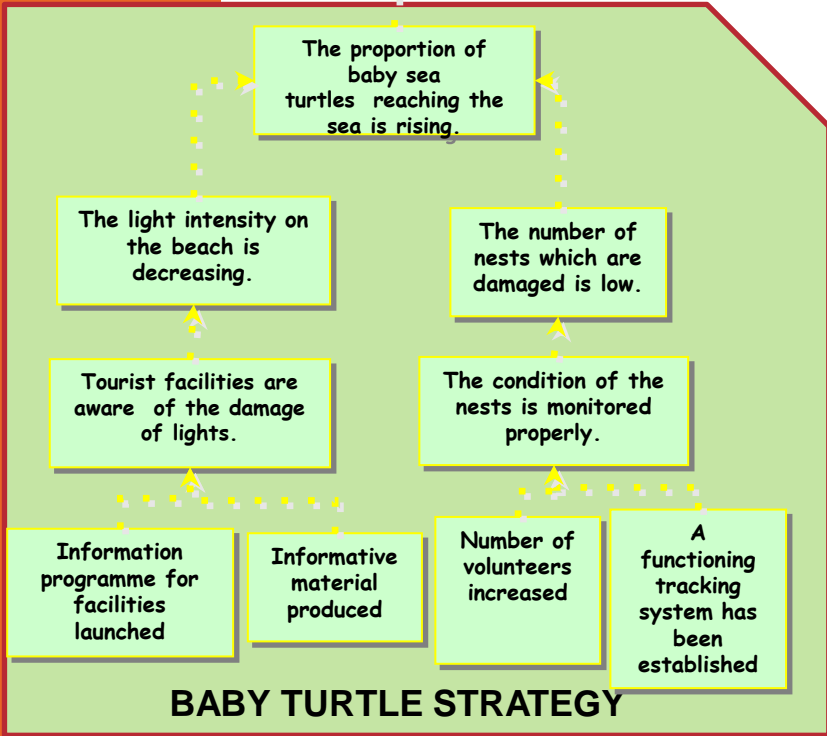 The proportion of
baby sea
turtles reaching the
sea is rising.
The light intensity on
the beach is
decreasing.
The number of
nests which are
damaged is low.
Tourist facilities are
aware of the damage
of lights.
The condition of the
nests is monitored
properly.
Information
programme for
facilities
launched
Informative
material
produced
Number of
volunteers
increased
A
functioning
tracking
system has
been
established
BABY TURTLE STRATEGY